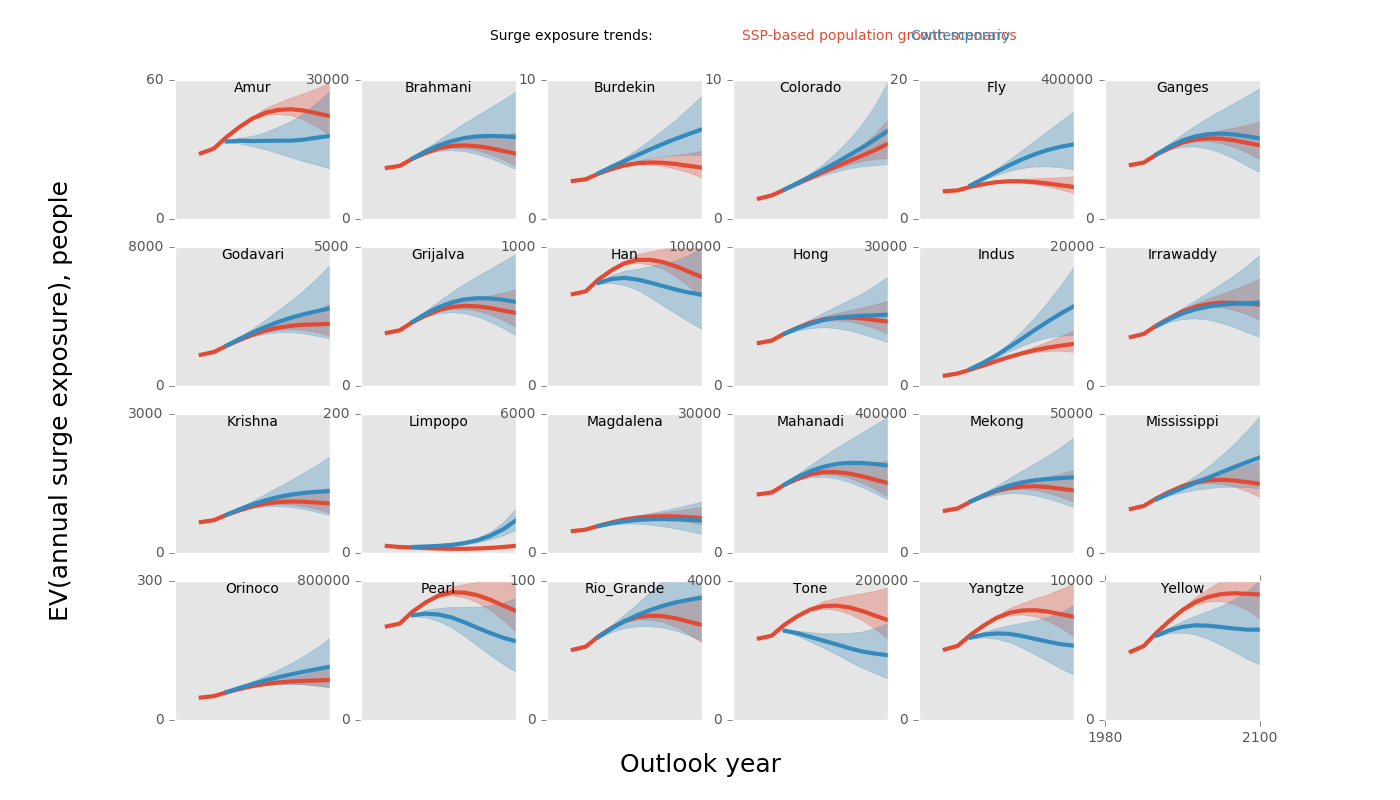 Surge exposure trends: SSP-based population growth scenarios Contemporary
EV(annual surge exposure), people
60 30000 10 10 20 400000
Amur Brahmani Burdekin Colorado Fly Ganges
0 0 0 0 0 0
8000 5000 1000 100000 30000 20000
Godavari Grijalva Han Hong Indus Irrawaddy
0 0 0 0 0 0
3000 200 6000 30000 400000 50000
Krishna Limpopo Magdalena Mahanadi Mekong Mississippi
0 0 0 0 0 0
300 800000 100 4000 200000 10000
Orinoco Pearl Rio_Grande Tone Yangtze Yellow
0 0 0 0 0 0
1980 2100
Outlook year